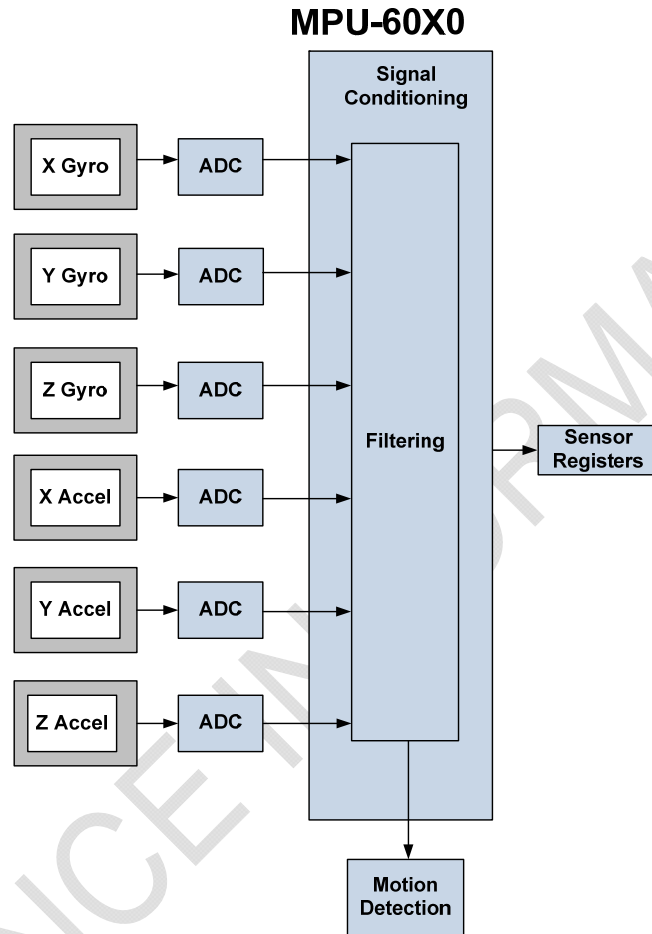 MPU-60X0
Signal
Conditioning
X Gyro
ADC
Y Gyro
ADC
Z Gyro
ADC
Filtering
Sensor
Registers
X Accel
ADC
Y Accel
ADC
Z Accel
ADC
Motion
Detection